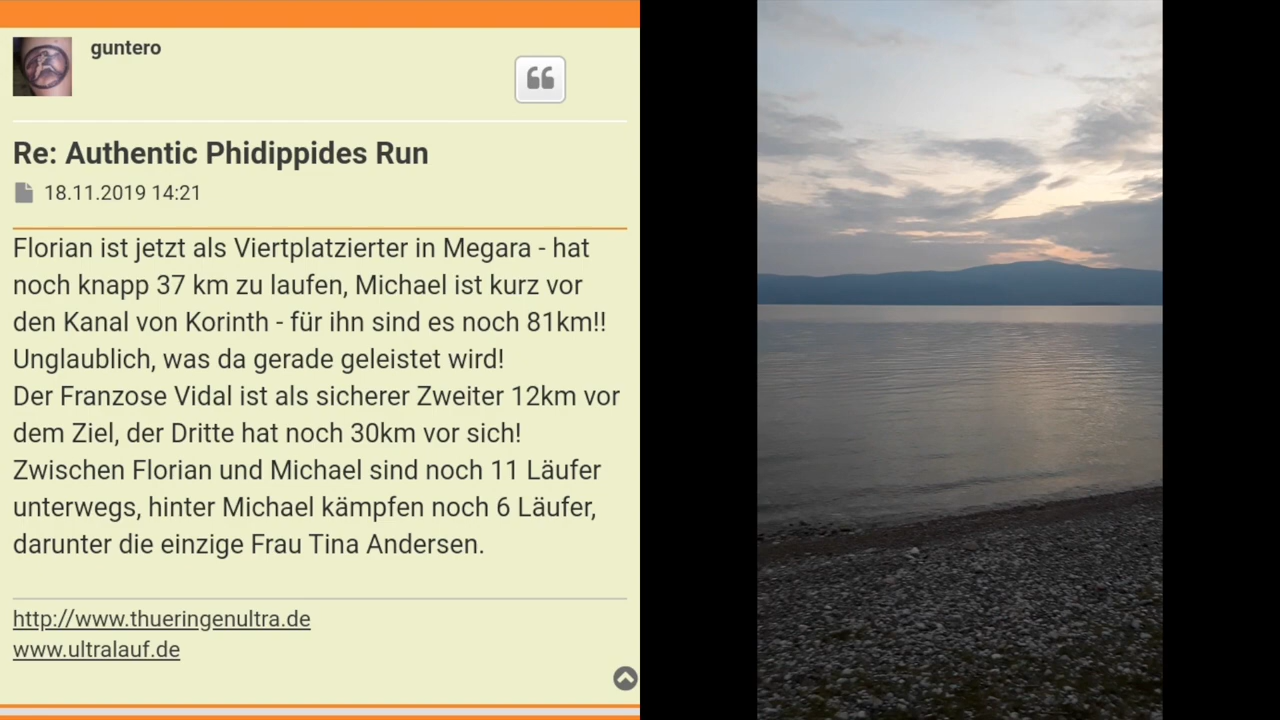 guntero
Re: Authentic Phidippides Run
18.11.2019 14:21
Florian ist jetzt als Viertplatzierter in Megara - hat
noch knapp 37 km zu laufen, Michael ist kurz vor
den Kanal von Korinth - für ihn sind es noch 81km!!
Unglaublich, was da gerade geleistet wird!
Der Franzose Vidal ist als sicherer Zweiter 12km vor
dem Ziel, der Dritte hat noch 30km vor sich!
Zwischen Florian und Michael sind noch 11 Läufer
unterwegs, hinter Michael kämpfen noch 6 Läufer,
darunter die einzige Frau Tina Andersen.
http://www.thueringenultra.de
www.ultralauf.de